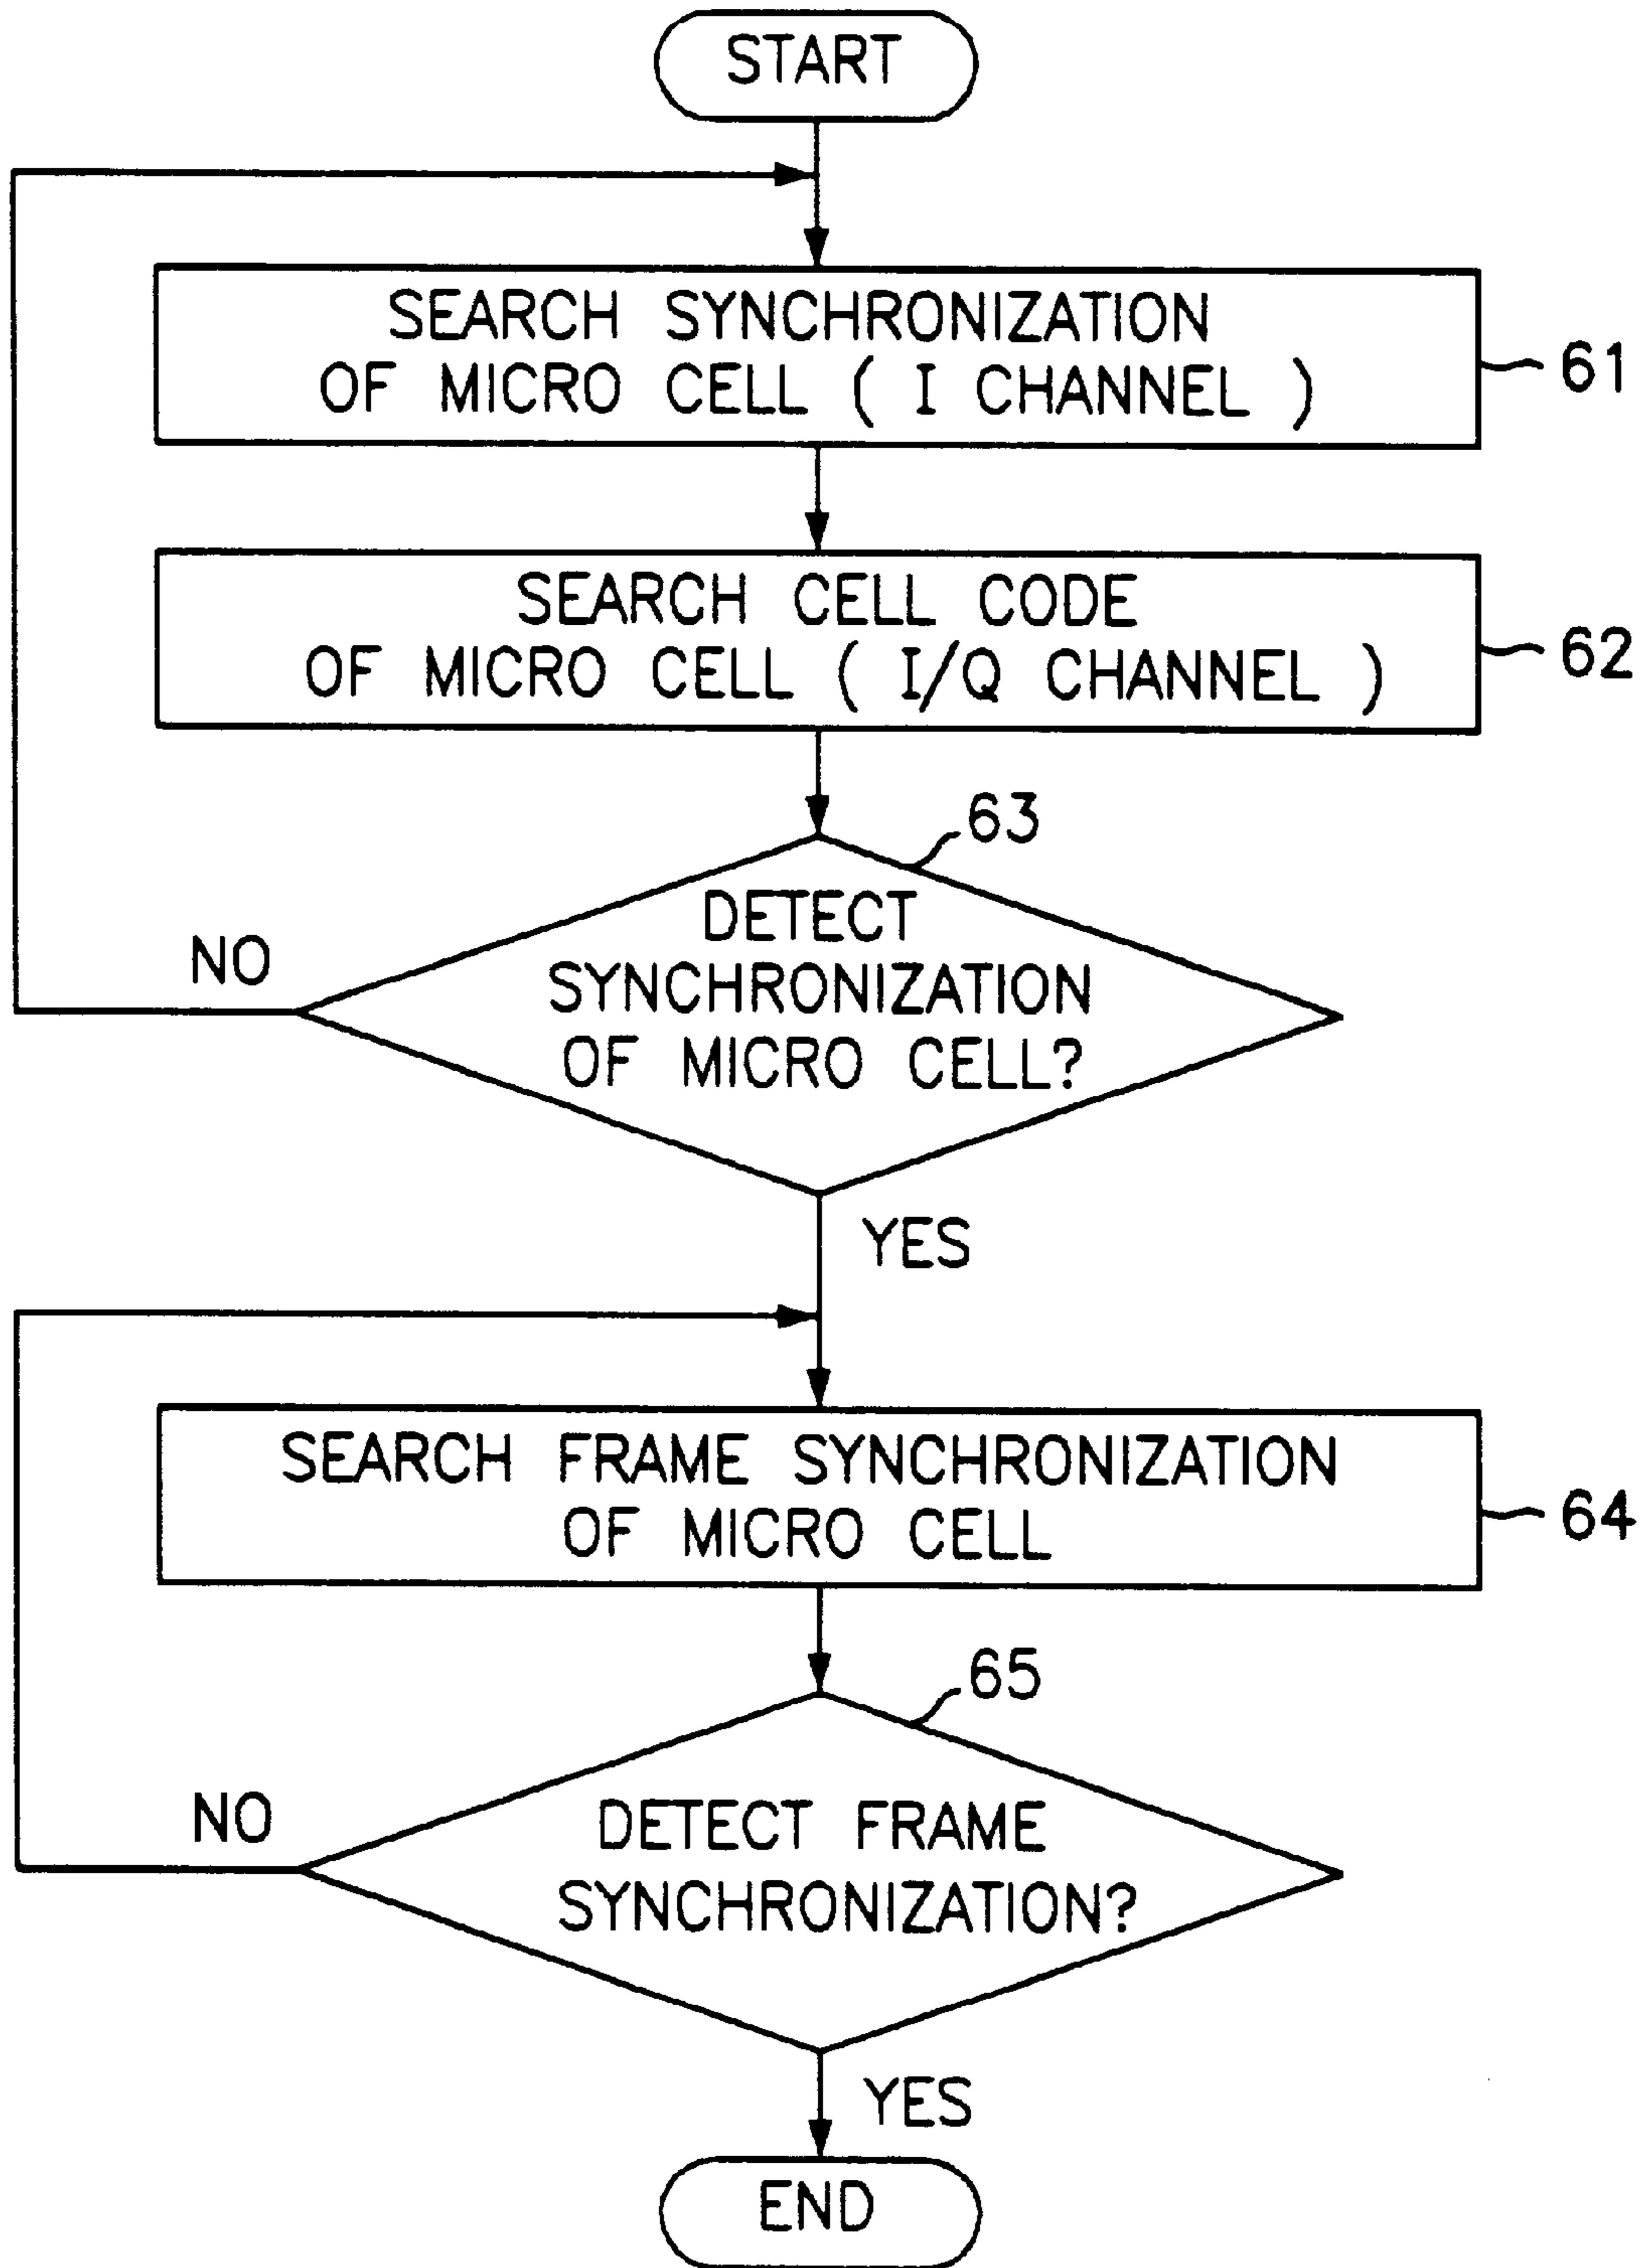 START
SEARCH SYNCHRONIZATION
OF MICRO CELL ( I CHANNEL )
61
SEARCH CELL CODE
OF MICRO CELL ( I/Q CHANNEL )
62
63
DETECT
SYNCHRONIZATION
OF MICRO CELL?
NO
YES
SEARCH FRAME SYNCHRONIZATION
OF MICRO CELL
64
65
DETECT FRAME
SYNCHRONIZATION?
NO
YES
END